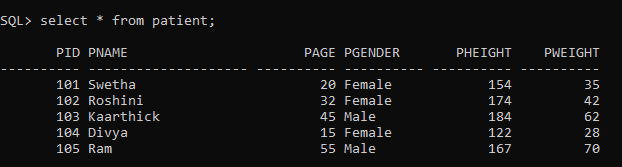 SQL> select * from patient;
PID PNAME PAGE PGENDER PHEIGHT PWEIGHT
---------- -------------------- ---------- ---------- ---------- ----------
101 Swetha 20 Female 154 35
102 Roshini 32 Female 174 42
103 Kaarthick 45 Male 184 62
104 Divya 15 Female 122 28
105 Ram 55 Male 167 70